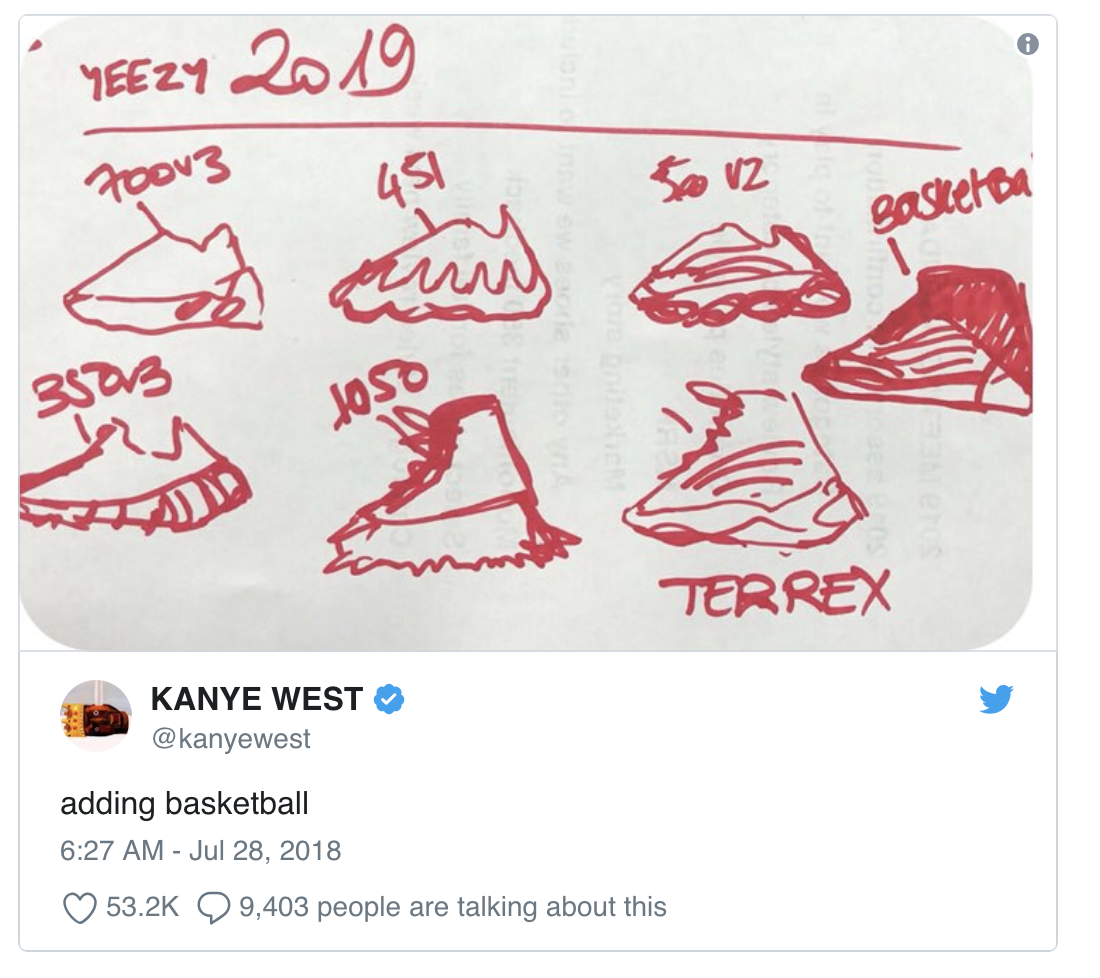 YEEZY 2019
700V3
451
500 V2
BASKETBA
350V3
1050
TERREX
KANYE WEST
@kanyewest
adding basketball
6:27 AM - Jul 28, 2018
53.2K 9,403 people are talking about this